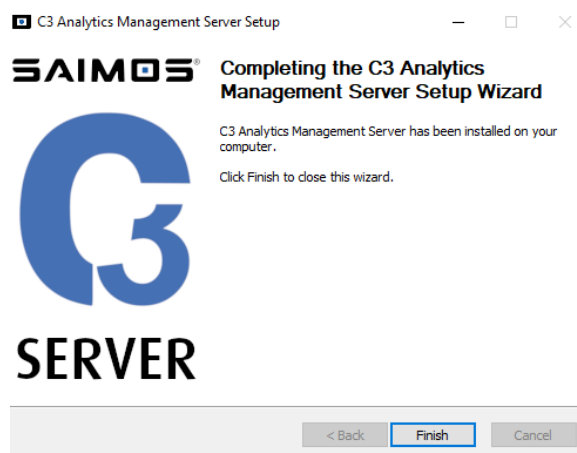 C3 Analytics Management Server Setup
SAIMOS®
Completing the C3 Analytics
Management Server Setup Wizard
C3 Analytics Management Server has been installed on your
computer.
Click Finish to close this wizard.
C3
SERVER
< Back
Finish
Cancel